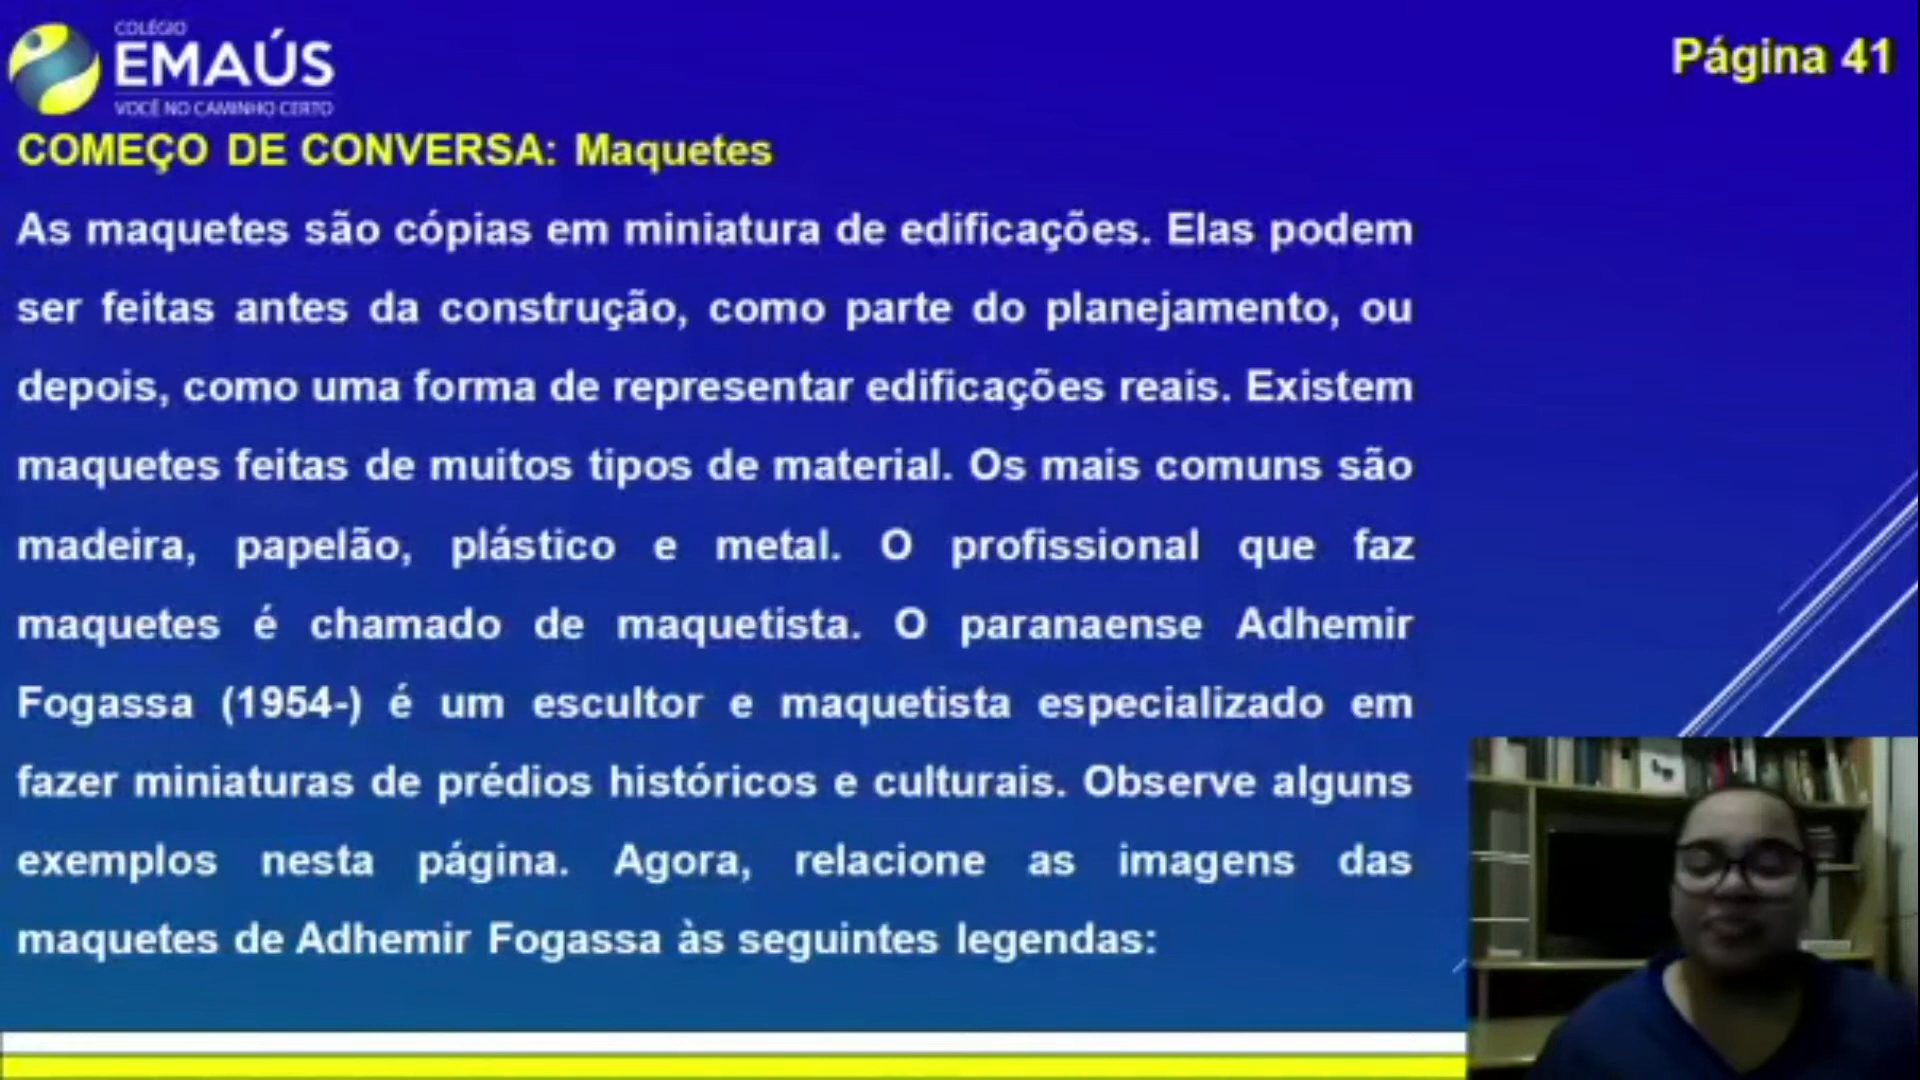 COLÉGIO
EMAÚS
VOCÊ NO CAMINHO CERTO
Página 41
COMEÇO DE CONVERSA: Maquetes
As maquetes são cópias em miniatura de edificações. Elas podem
ser feitas antes da construção, como parte do planejamento, ou
depois, como uma forma de representar edificações reais. Existem
maquetes feitas de muitos tipos de material. Os mais comuns são
madeira, papelão, plástico e metal. O profissional que faz
maquetes é chamado de maquetista. O paranaense Adhemir
Fogassa (1954-) é um escultor e maquetista especializado em
fazer miniaturas de prédios históricos e culturais. Observe alguns
exemplos nesta página. Agora, relacione as imagens das
maquetes de Adhemir Fogassa às seguintes legendas: